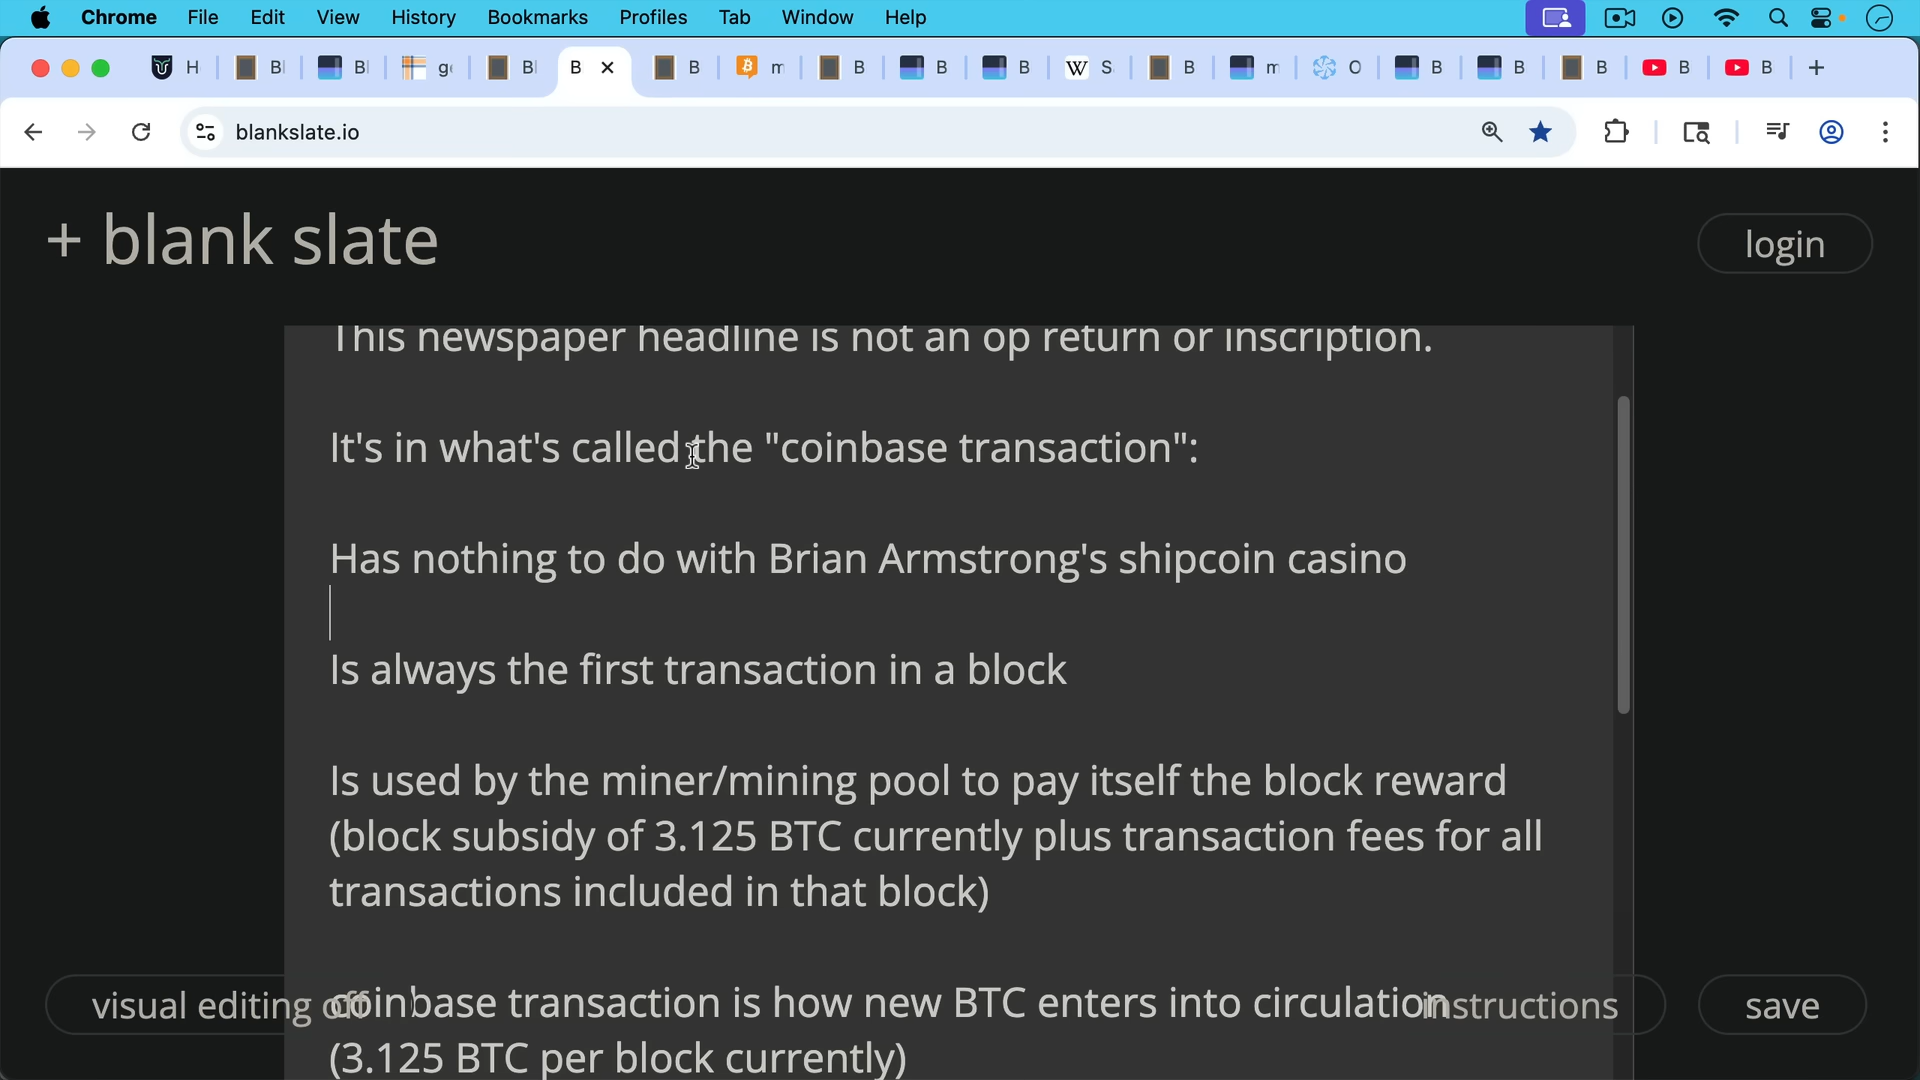 Chrome File Edit View History Bookmarks Profiles Tab Window Help
H B B g B B B m B B B W S B m O B B B B B
blankslate.io
+ blank slate
login
This newspaper headline is not an op return or inscription.
It's in what's called the "coinbase transaction":
Has nothing to do with Brian Armstrong's shipcoin casino
Is always the first transaction in a block
Is used by the miner/mining pool to pay itself the block reward
(block subsidy of 3.125 BTC currently plus transaction fees for all
transactions included in that block)
visual editing off
coinbase transaction is how new BTC enters into circulation
instructions
save
(3.125 BTC per block currently)